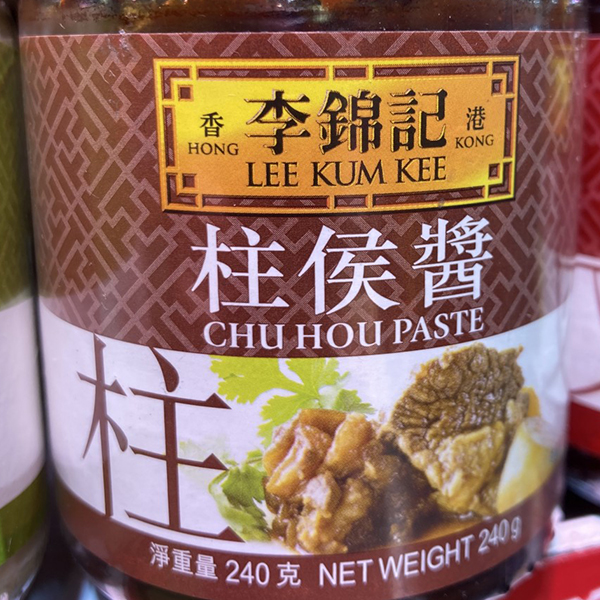 香 李錦記 港
HONG LEE KUM KEE KONG
柱侯醬
CHU HOU PASTE
柱
淨重量 240 克 NET WEIGHT 240g